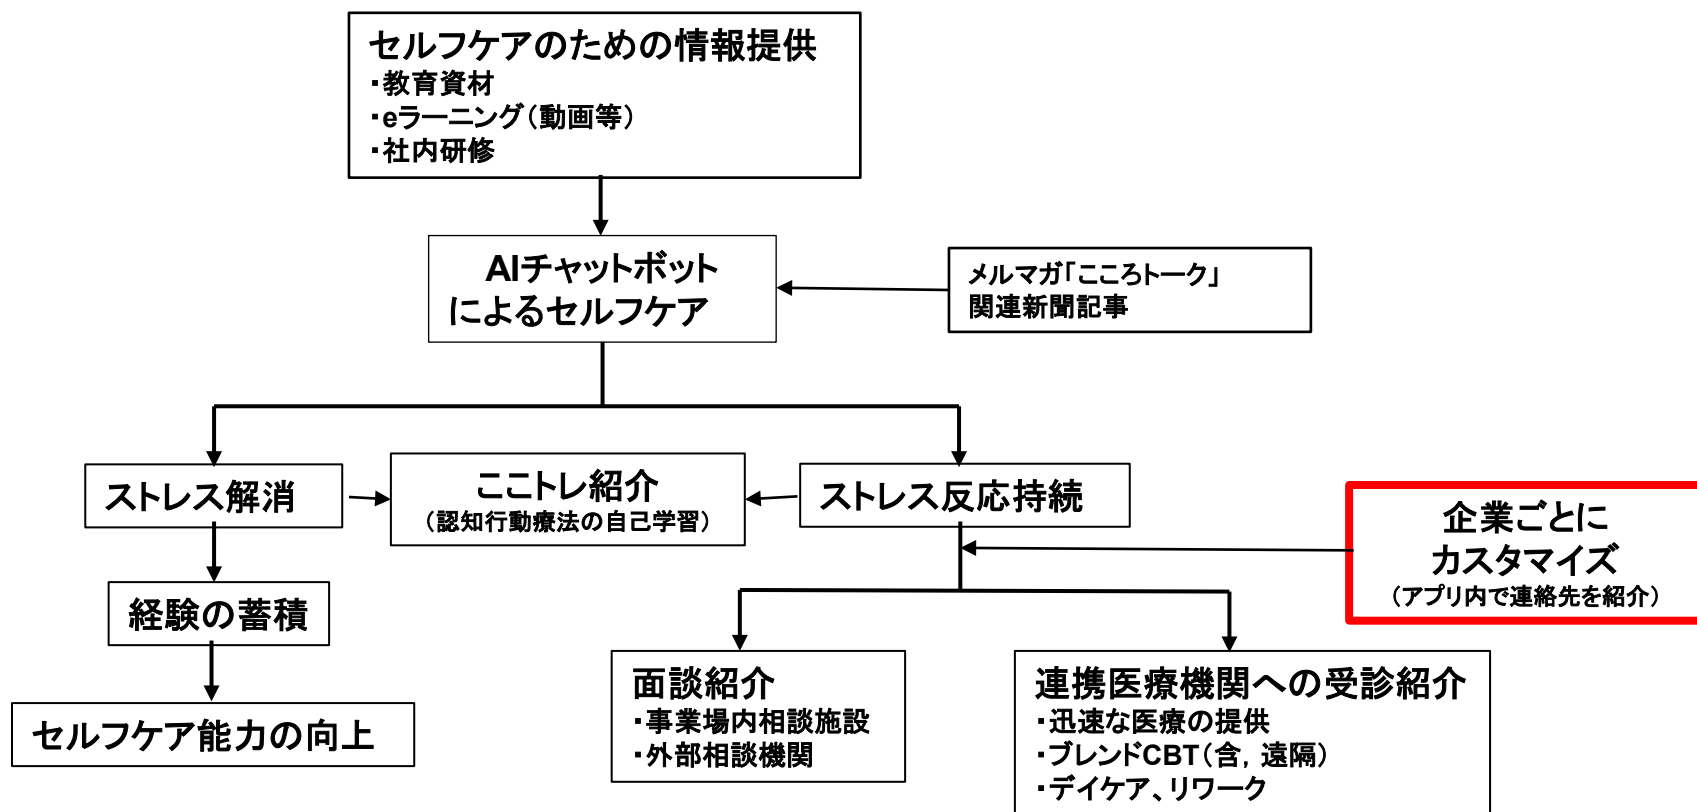 セルフケアのための情報提供
・教育資材
・eラーニング（動画等）
・社内研修
AIチャットボット
によるセルフケア
メルマガ「こころトーク」
関連新聞記事
ストレス解消
ここトレ紹介
（認知行動療法の自己学習）
ストレス反応持続
企業ごとに
カスタマイズ
（アプリ内で連絡先を紹介）
経験の蓄積
セルフケア能力の向上
面談紹介
・事業場内相談施設
・外部相談機関
連携医療機関への受診紹介
・迅速な医療の提供
・ブレンドCBT（含，遠隔）
・デイケア、リワーク